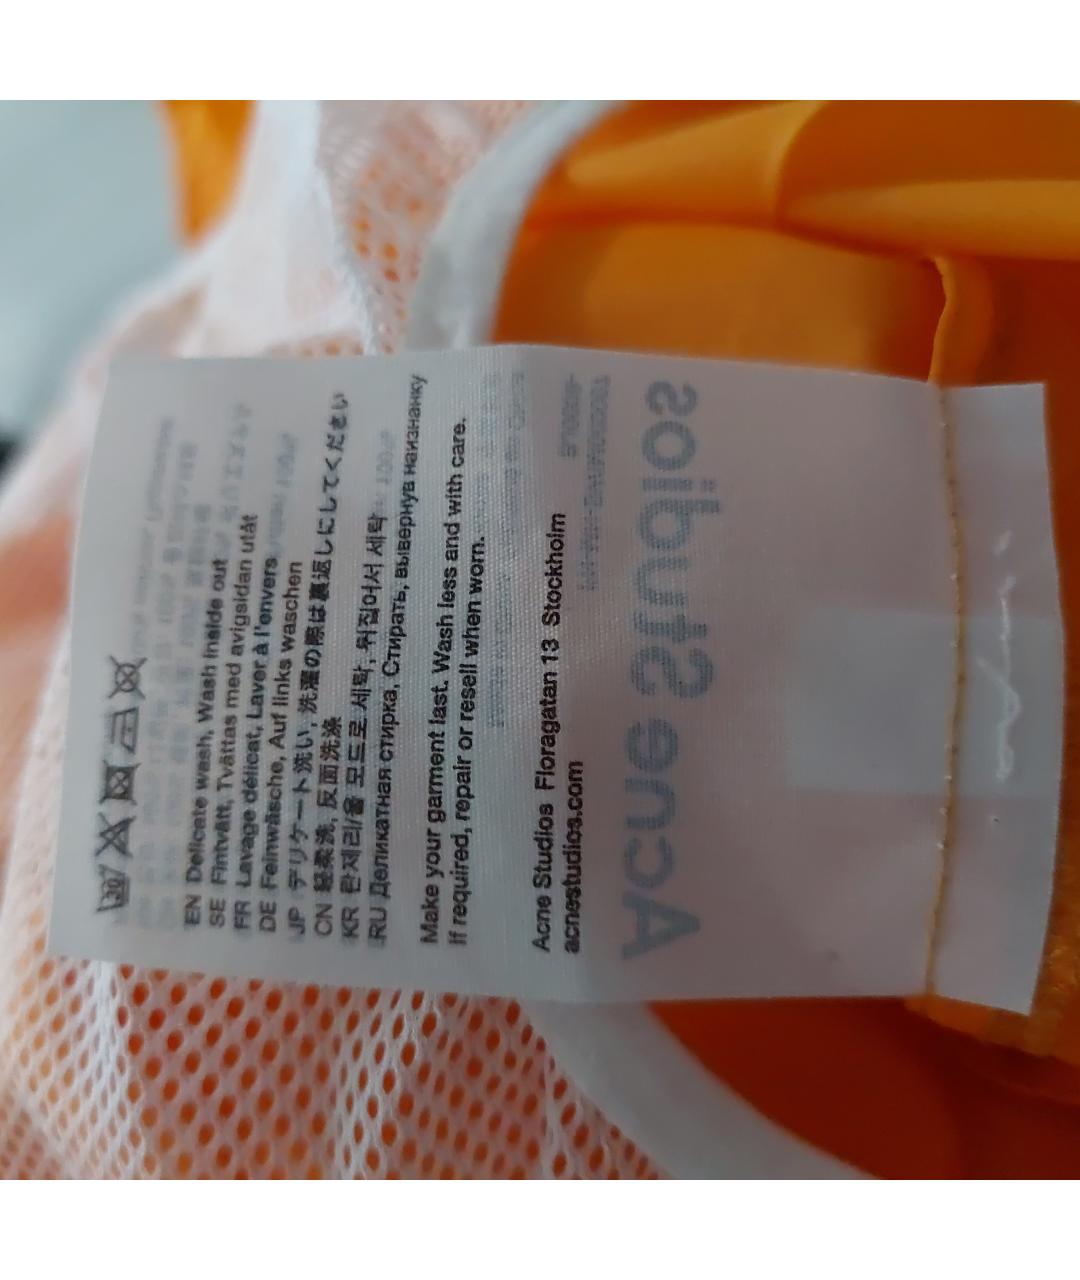 30
EN Delicate wash, Wash inside out
SE Fintvätt, Tvättas med avigsidan utåt
FR Lavage délicat, Laver à l'envers
DE Feinwäsche, Auf links waschen
JP デリケート洗い, 洗濯の際は裏返しにしてください
CN 轻柔洗, 反面洗涤
KR 란제리/울 모드로 세탁, 뒤집어서 세탁
RU Деликатная стирка, Стирать, вывернув наизнанку
Make your garment last. Wash less and with care.
If required, repair or resell when worn.
Acne Studios Floragatan 13 Stockholm
acnestudios.com
Acne Studios